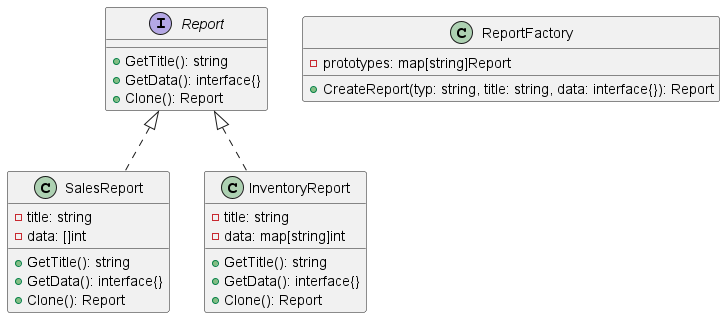 I Report
GetTitle(): string
GetData(): interface{}
Clone(): Report
C ReportFactory
prototypes: map[string]Report
CreateReport(typ: string, title: string, data: interface{}): Report
C SalesReport
title: string
data: []int
GetTitle(): string
GetData(): interface{}
Clone(): Report
C InventoryReport
title: string
data: map[string]int
GetTitle(): string
GetData(): interface{}
Clone(): Report